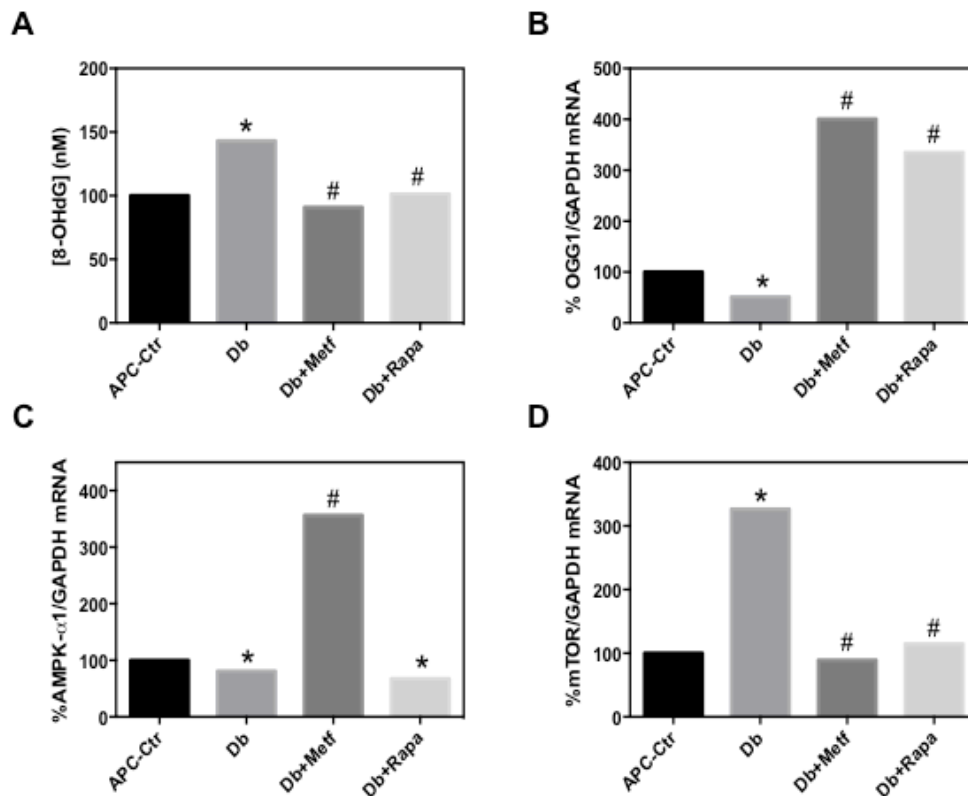 A
[8-OHdG] (nM)
200
150
100
50
0
*
#
#
APC-Ctr
Db
Db+Metf
Db+Rapa
B
% OGG1/GAPDH mRNA
500
400
300
200
100
0
*
#
#
APC-Ctr
Db
Db+Metf
Db+Rapa
C
%AMPK-α1/GAPDH mRNA
400
300
200
100
0
*
#
*
APC-Ctr
Db
Db+Metf
Db+Rapa
D
%mTOR/GAPDH mRNA
400
300
200
100
0
*
#
#
APC-Ctr
Db
Db+Metf
Db+Rapa